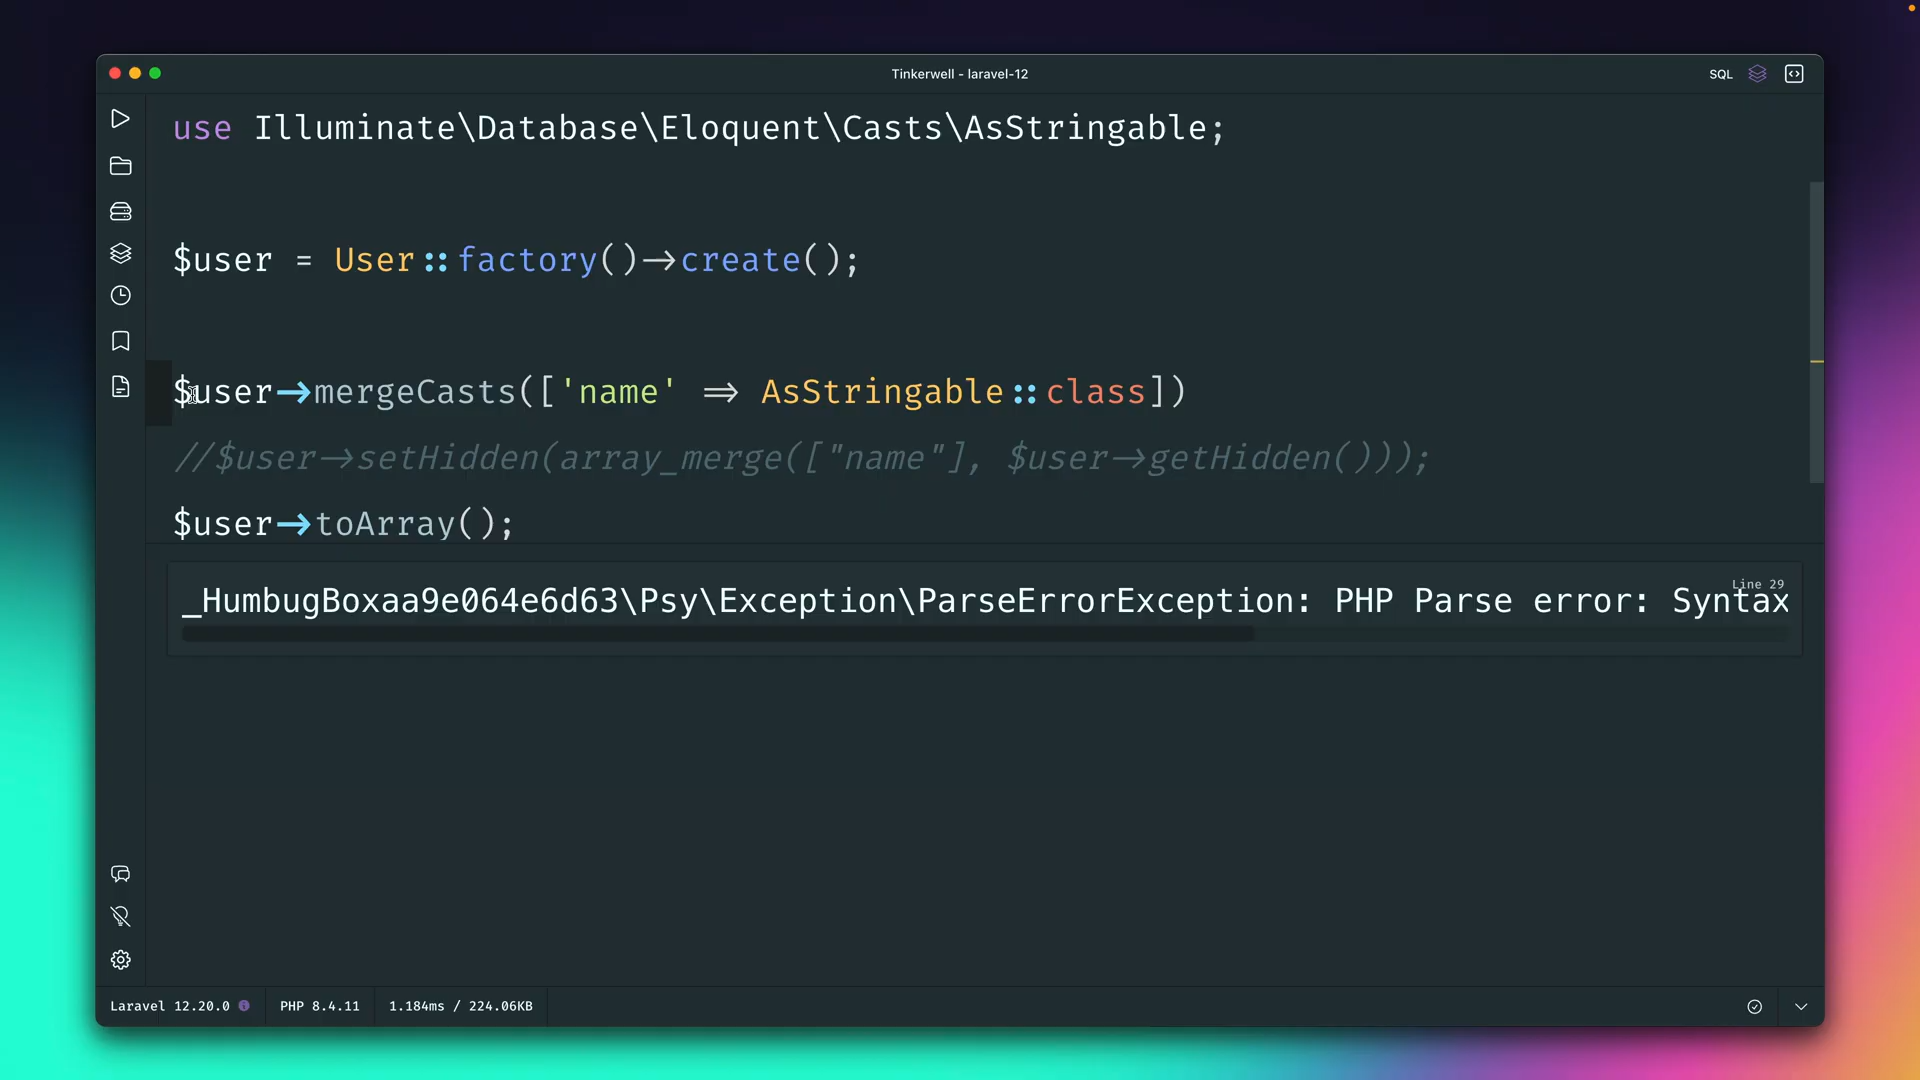 Tinkerwell - laravel-12
SQL
use Illuminate\Database\Eloquent\Casts\AsStringable;
$user = User::factory()->create();
$user->mergeCasts(['name' => AsStringable::class])
//$user->setHidden(array_merge(["name"], $user->getHidden()));
$user->toArray();
Line 29
_HumbugBoxaa9e064e6d63\Psy\Exception\ParseErrorException: PHP Parse error: Syntax
Laravel 12.20.0
PHP 8.4.11
1.184ms / 224.06KB